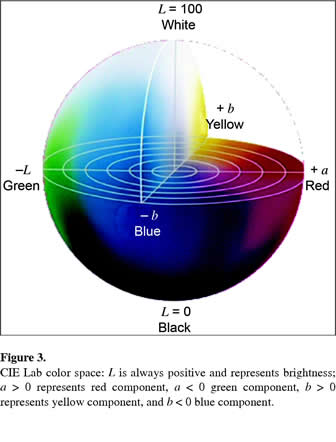 L = 100
White
+ b
Yellow
–L
Green
+ a
Red
– b
Blue
L = 0
Black
Figure 3.
CIE Lab color space: L is always positive and represents brightness;
a > 0 represents red component, a < 0 green component, b > 0
represents yellow component, and b < 0 blue component.